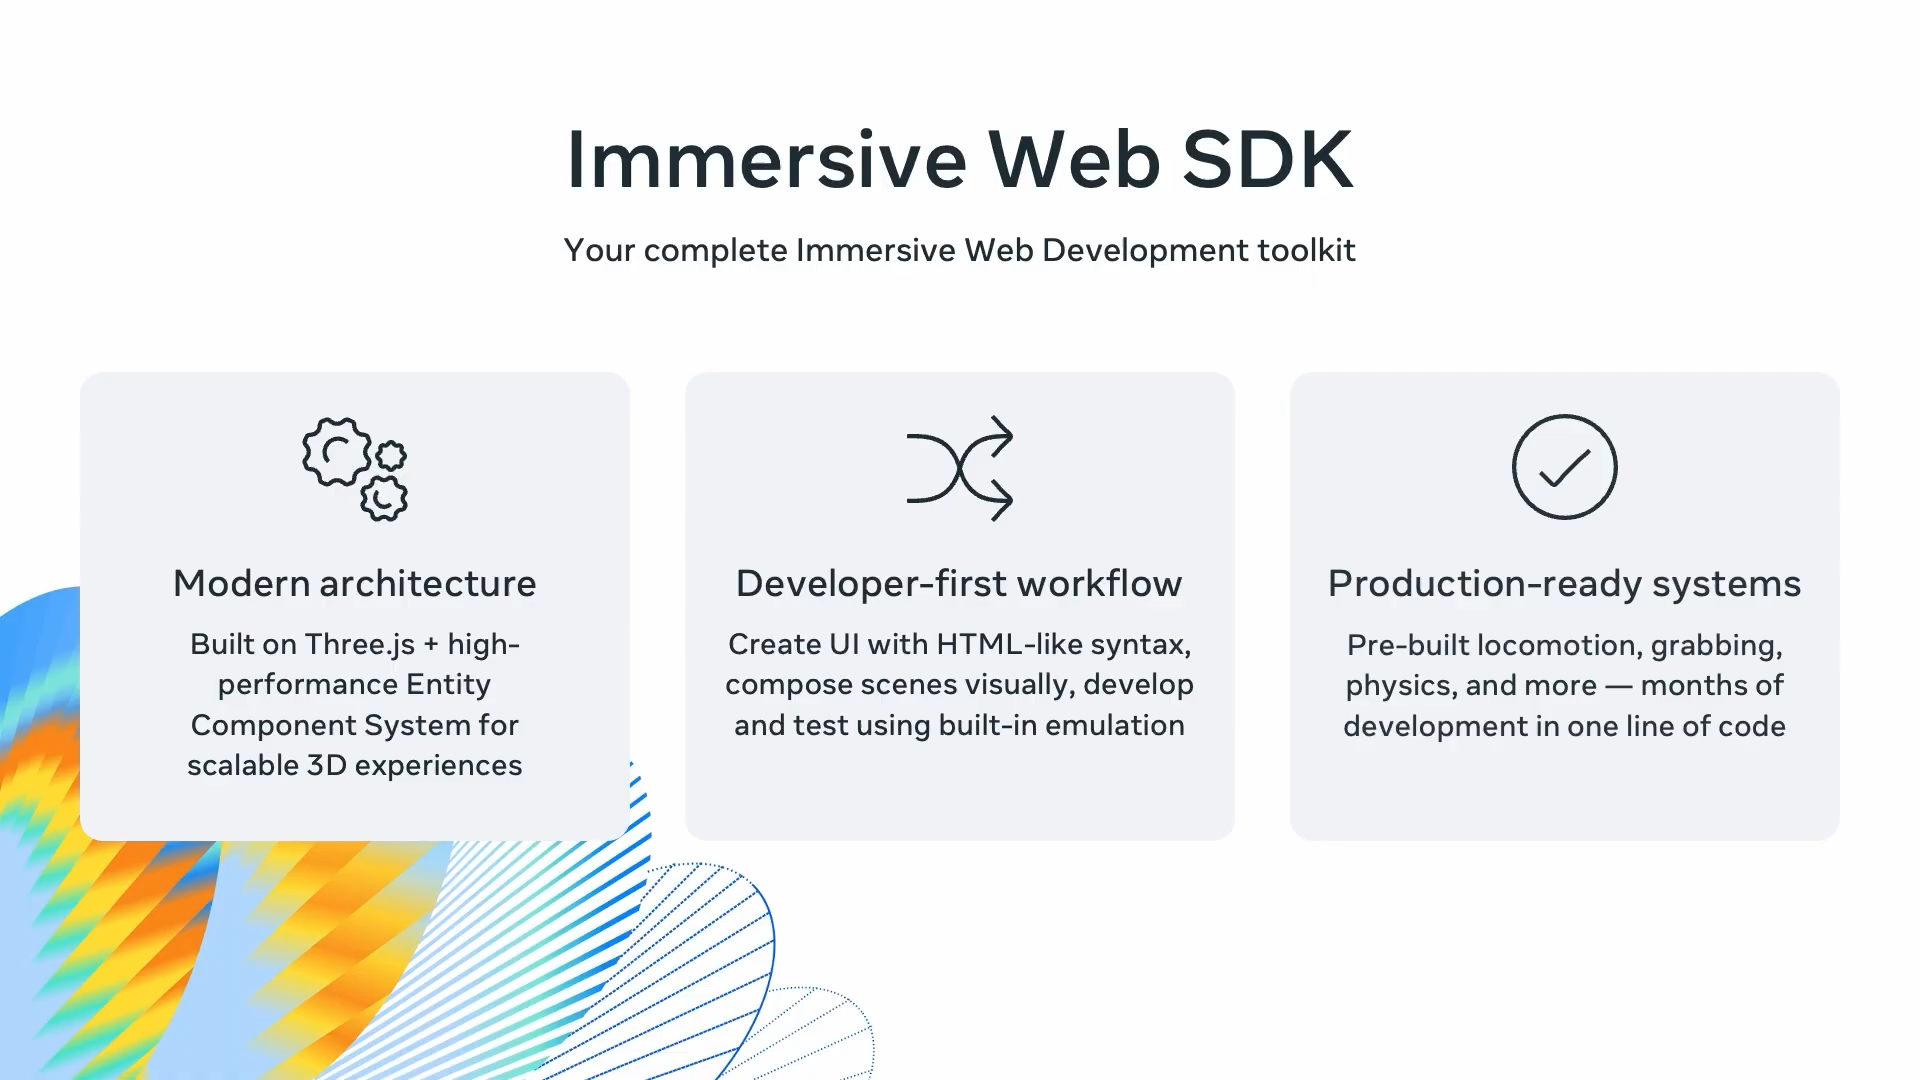 Immersive Web SDK
Your complete Immersive Web Development toolkit
Modern architecture
Built on Three.js + high-
performance Entity
Component System for
scalable 3D experiences
Developer-first workflow
Create UI with HTML-like syntax,
compose scenes visually, develop
and test using built-in emulation
Production-ready systems
Pre-built locomotion, grabbing,
physics, and more — months of
development in one line of code